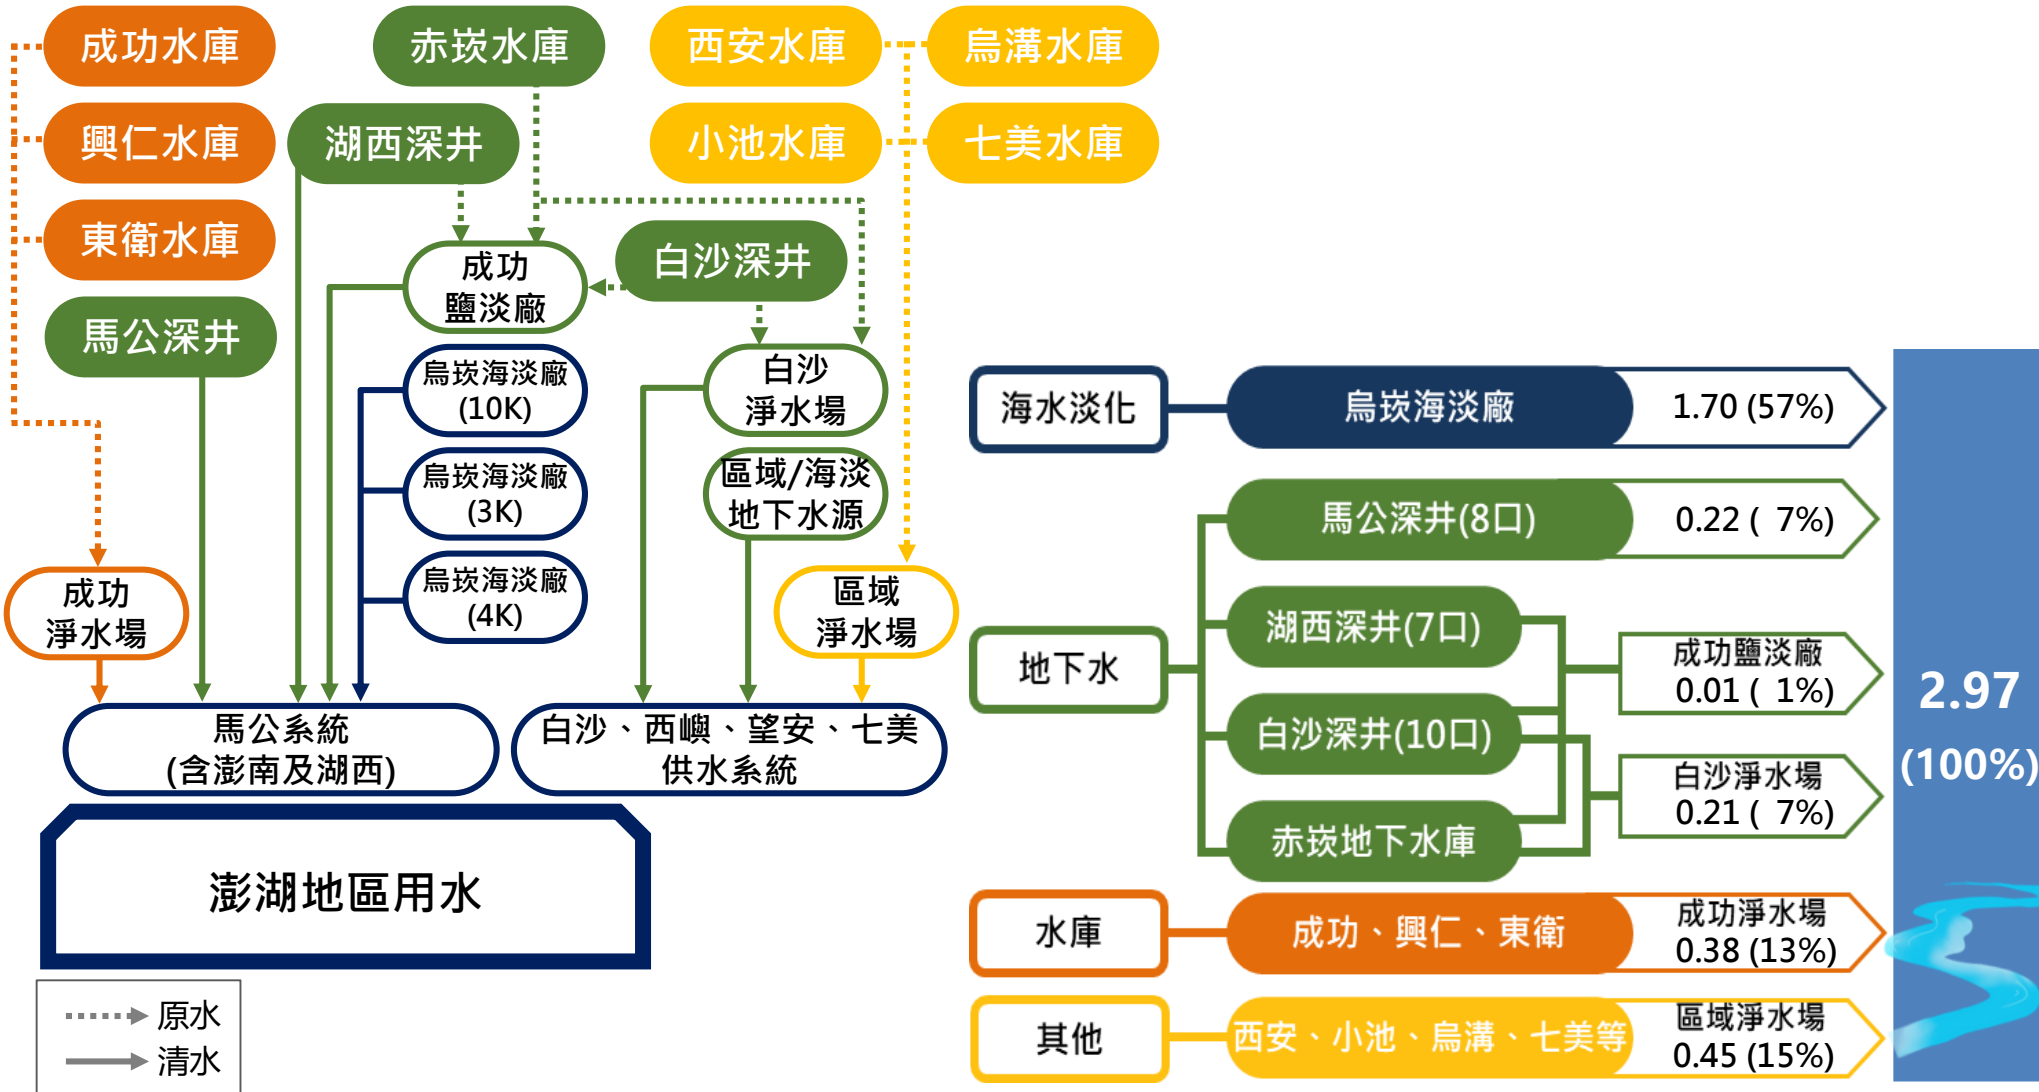 成功水庫
赤崁水庫
西安水庫
烏溝水庫
興仁水庫
湖西深井
小池水庫
七美水庫
東衛水庫
白沙深井
馬公深井
成功
鹽淡廠
烏崁海淡廠
(10K)
白沙
淨水場
烏崁海淡廠
(3K)
區域/海淡
地下水源
烏崁海淡廠
(4K)
成功
淨水場
區域
淨水場
馬公系統
(含澎南及湖西)
白沙、西嶼、望安、七美
供水系統
澎湖地區用水
原水
清水
海水淡化
烏崁海淡廠
1.70 (57%)
地下水
馬公深井(8口)
0.22 ( 7%)
湖西深井(7口)
白沙深井(10口)
赤崁地下水庫
成功鹽淡廠
0.01 ( 1%)
白沙淨水場
0.21 ( 7%)
水庫
成功、興仁、東衛
成功淨水場
0.38 (13%)
其他
西安、小池、烏溝、七美等
區域淨水場
0.45 (15%)
2.97
(100%)